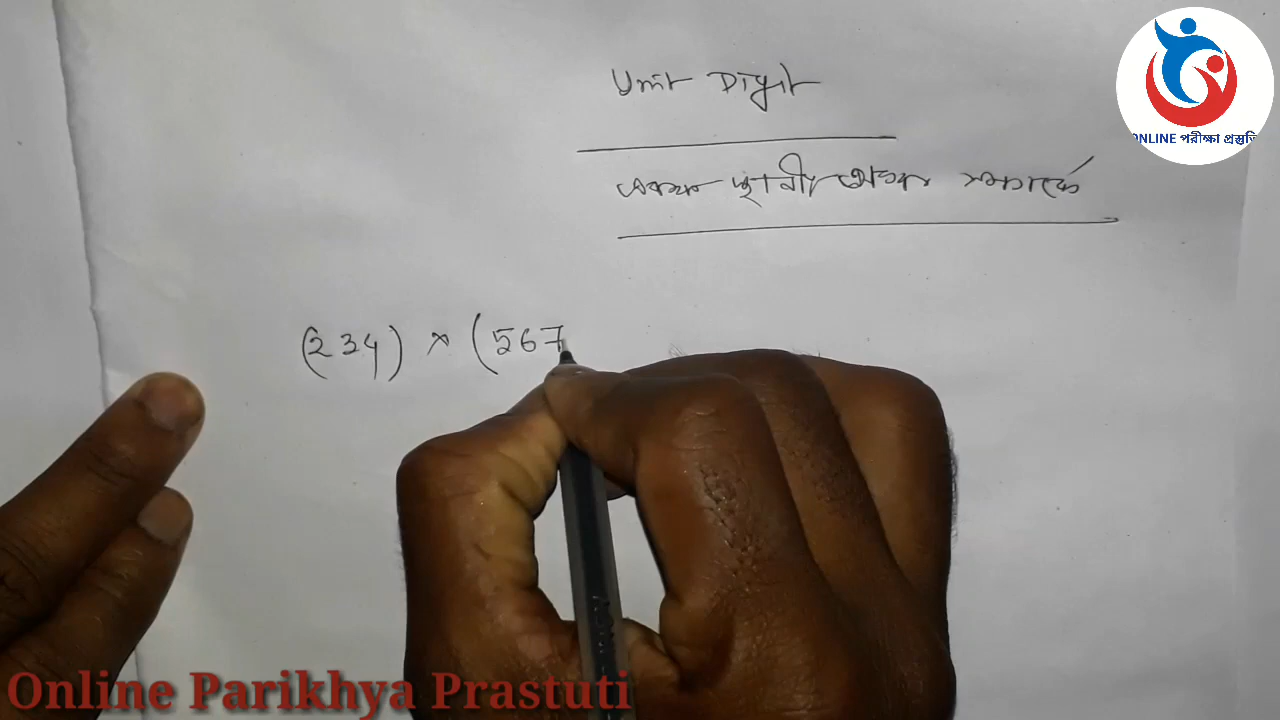 Unit Digit
ONLINE পরীক্ষা প্রস্তুতি
একক স্থানীয় অঙ্ক সম্পর্কে
(234) × (567
Online Parikhya Prastuti